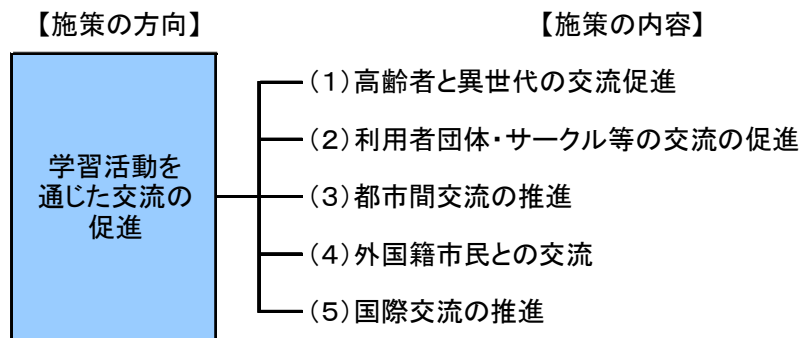 【施策の方向】
【施策の内容】
学習活動を
通じた交流の
促進
(1)高齢者と異世代の交流促進
(2)利用者団体・サークル等の交流の促進
(3)都市間交流の推進
(4)外国籍市民との交流
(5)国際交流の推進